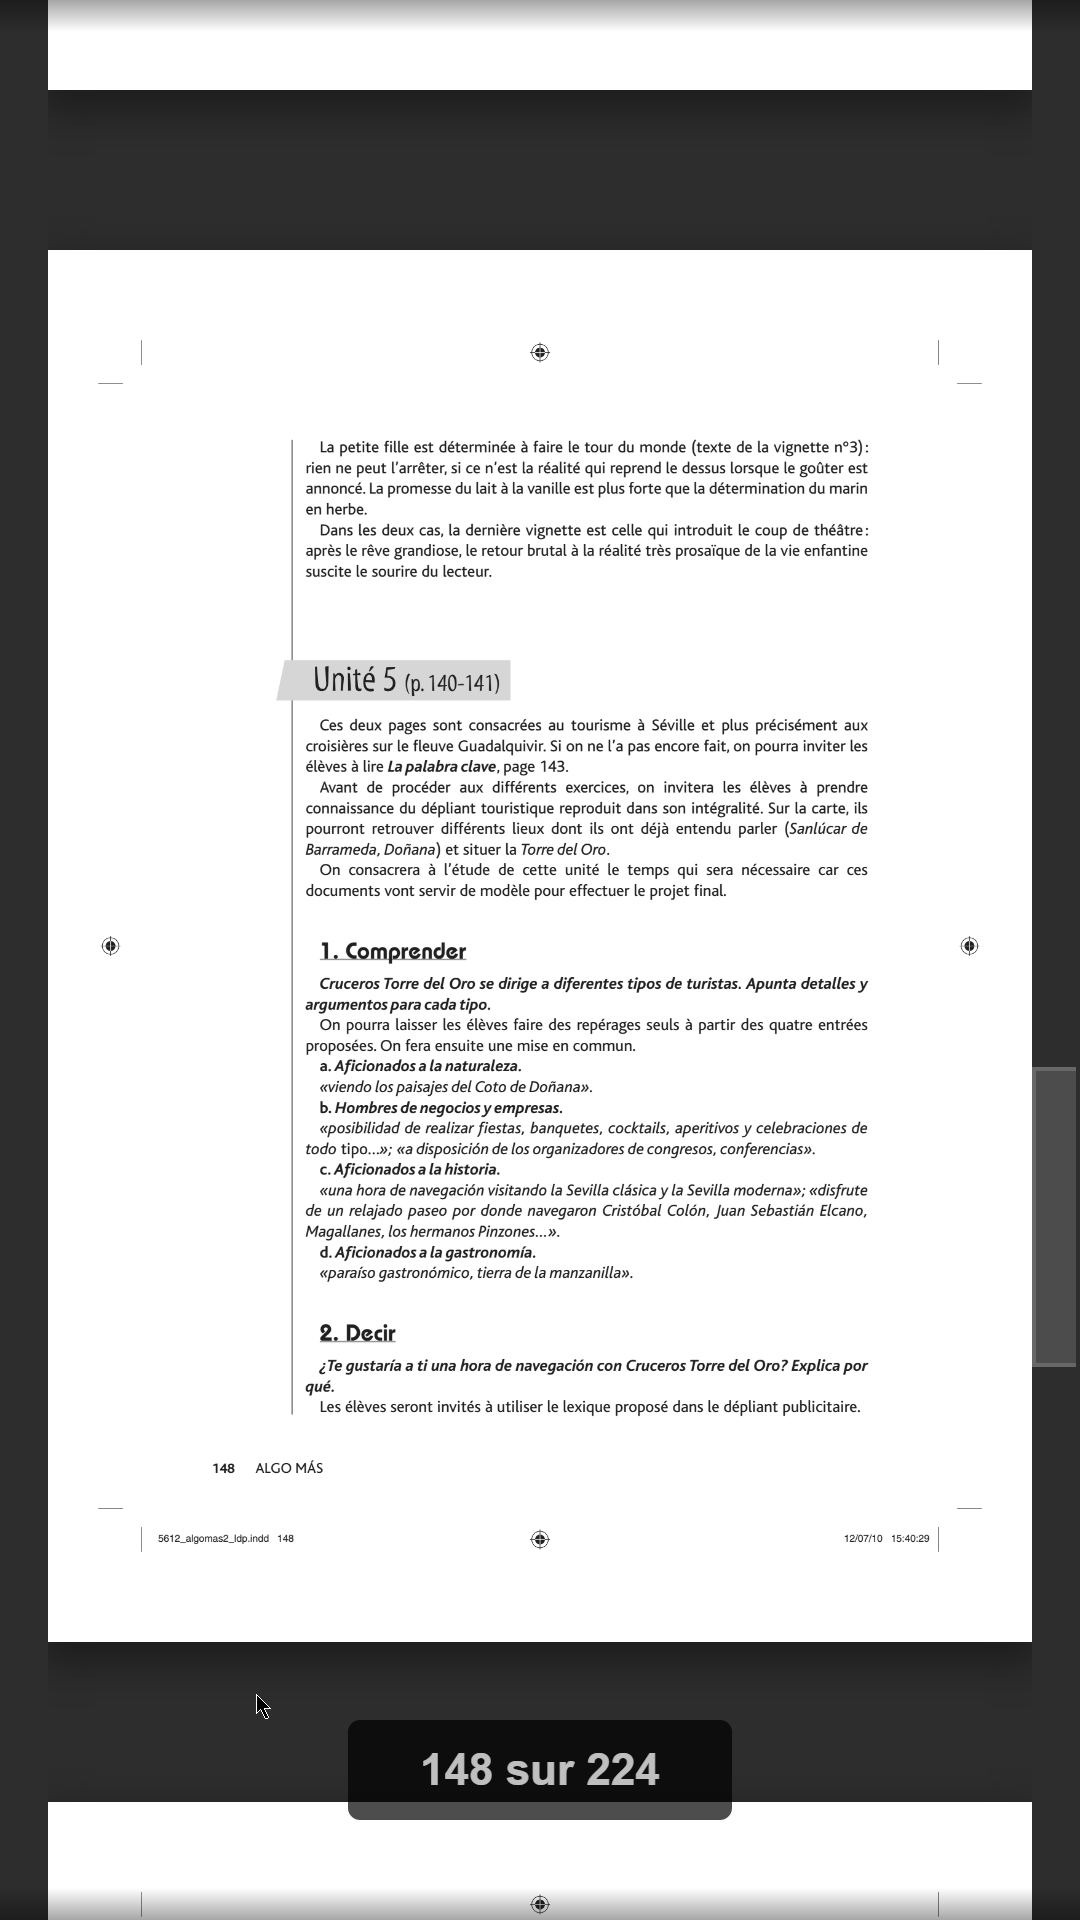 La petite fille est déterminée à faire le tour du monde (texte de la vignette n°3) :
rien ne peut l’arrêter, si ce n’est la réalité qui reprend le dessus lorsque le goûter est
annoncé. La promesse du lait à la vanille est plus forte que la détermination du marin
en herbe.
Dans les deux cas, la dernière vignette est celle qui introduit le coup de théâtre :
après le rêve grandiose, le retour brutal à la réalité très prosaïque de la vie enfantine
suscite le sourire du lecteur.
Unité 5 (p. 140-141)
Ces deux pages sont consacrées au tourisme à Séville et plus précisément aux
croisières sur le fleuve Guadalquivir. Si on ne l’a pas encore fait, on pourra inviter les
élèves à lire La palabra clave, page 143.
Avant de procéder aux différents exercices, on invitera les élèves à prendre
connaissance du dépliant touristique reproduit dans son intégralité. Sur la carte, ils
pourront retrouver différents lieux dont ils ont déjà entendu parler (Sanlúcar de
Barrameda, Doñana) et situer la Torre del Oro.
On consacrera à l’étude de cette unité le temps qui sera nécessaire car ces
documents vont servir de modèle pour effectuer le projet final.
1. Comprender
Cruceros Torre del Oro se dirige a diferentes tipos de turistas. Apunta detalles y
argumentos para cada tipo.
On pourra laisser les élèves faire des repérages seuls à partir des quatre entrées
proposées. On fera ensuite une mise en commun.
a. Aficionados a la naturaleza.
«viendo los paisajes del Coto de Doñana».
b. Hombres de negocios y empresas.
«posibilidad de realizar fiestas, banquetes, cocktails, aperitivos y celebraciones de
todo tipo...»; «a disposición de los organizadores de congresos, conferencias».
c. Aficionados a la historia.
«una hora de navegación visitando la Sevilla clásica y la Sevilla moderna»; «disfrute
de un relajado paseo por donde navegaron Cristóbal Colón, Juan Sebastián Elcano,
Magallanes, los hermanos Pinzones...».
d. Aficionados a la gastronomía.
«paraíso gastronómico, tierra de la manzanilla».
2. Decir
¿Te gustaría a ti una hora de navegación con Cruceros Torre del Oro? Explica por
qué.
Les élèves seront invités à utiliser le lexique proposé dans le dépliant publicitaire.
148 ALGO MÁS
5612_algomas2_ldp.indd 148
12/07/10 15:40:29
148 sur 224